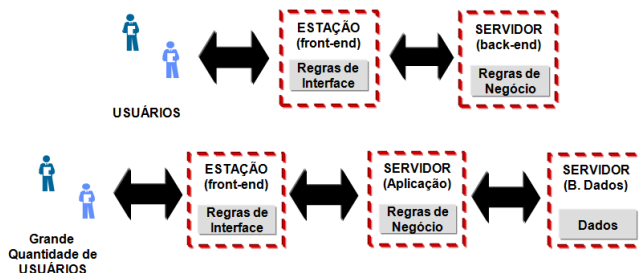 ESTAÇÃO
(front-end)
Regras de
Interface
SERVIDOR
(back-end)
Regras de
Negócio
USUÁRIOS
ESTAÇÃO
(front-end)
Regras de
Interface
SERVIDOR
(Aplicação)
Regras de
Negócio
SERVIDOR
(B. Dados)
Dados
Grande
Quantidade de
USUÁRIOS